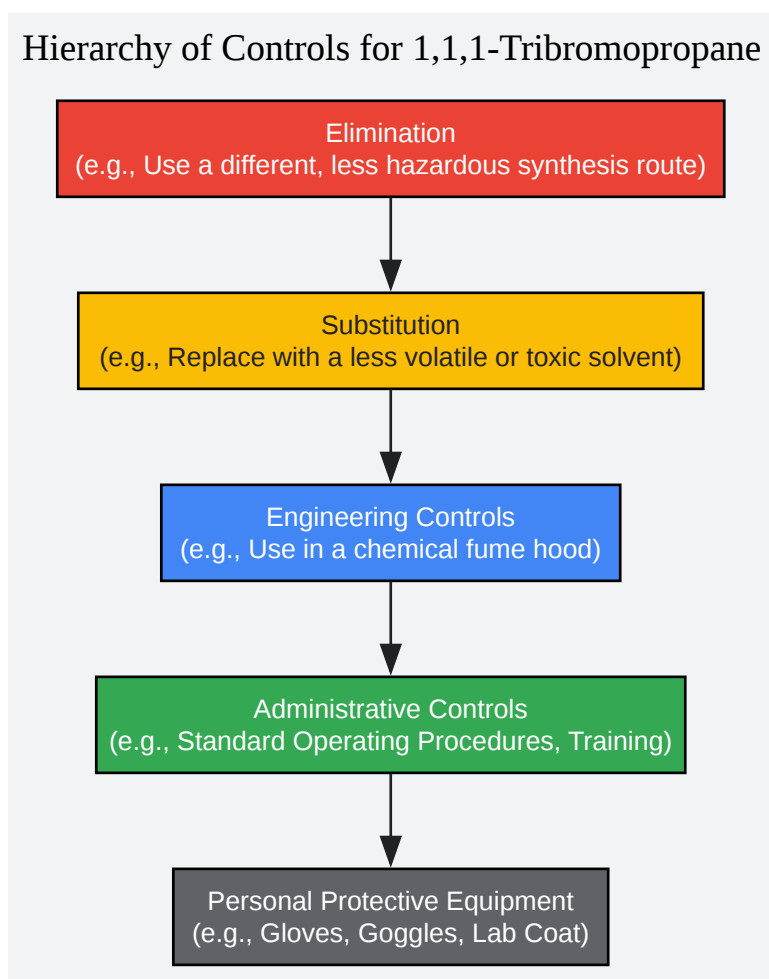 Hierarchy of Controls for 1,1,1-Tribromopropane
Elimination
(e.g., Use a different, less hazardous synthesis route)
Substitution
(e.g., Replace with a less volatile or toxic solvent)
Engineering Controls
(e.g., Use in a chemical fume hood)
Administrative Controls
(e.g., Standard Operating Procedures, Training)
Personal Protective Equipment
(e.g., Gloves, Goggles, Lab Coat)